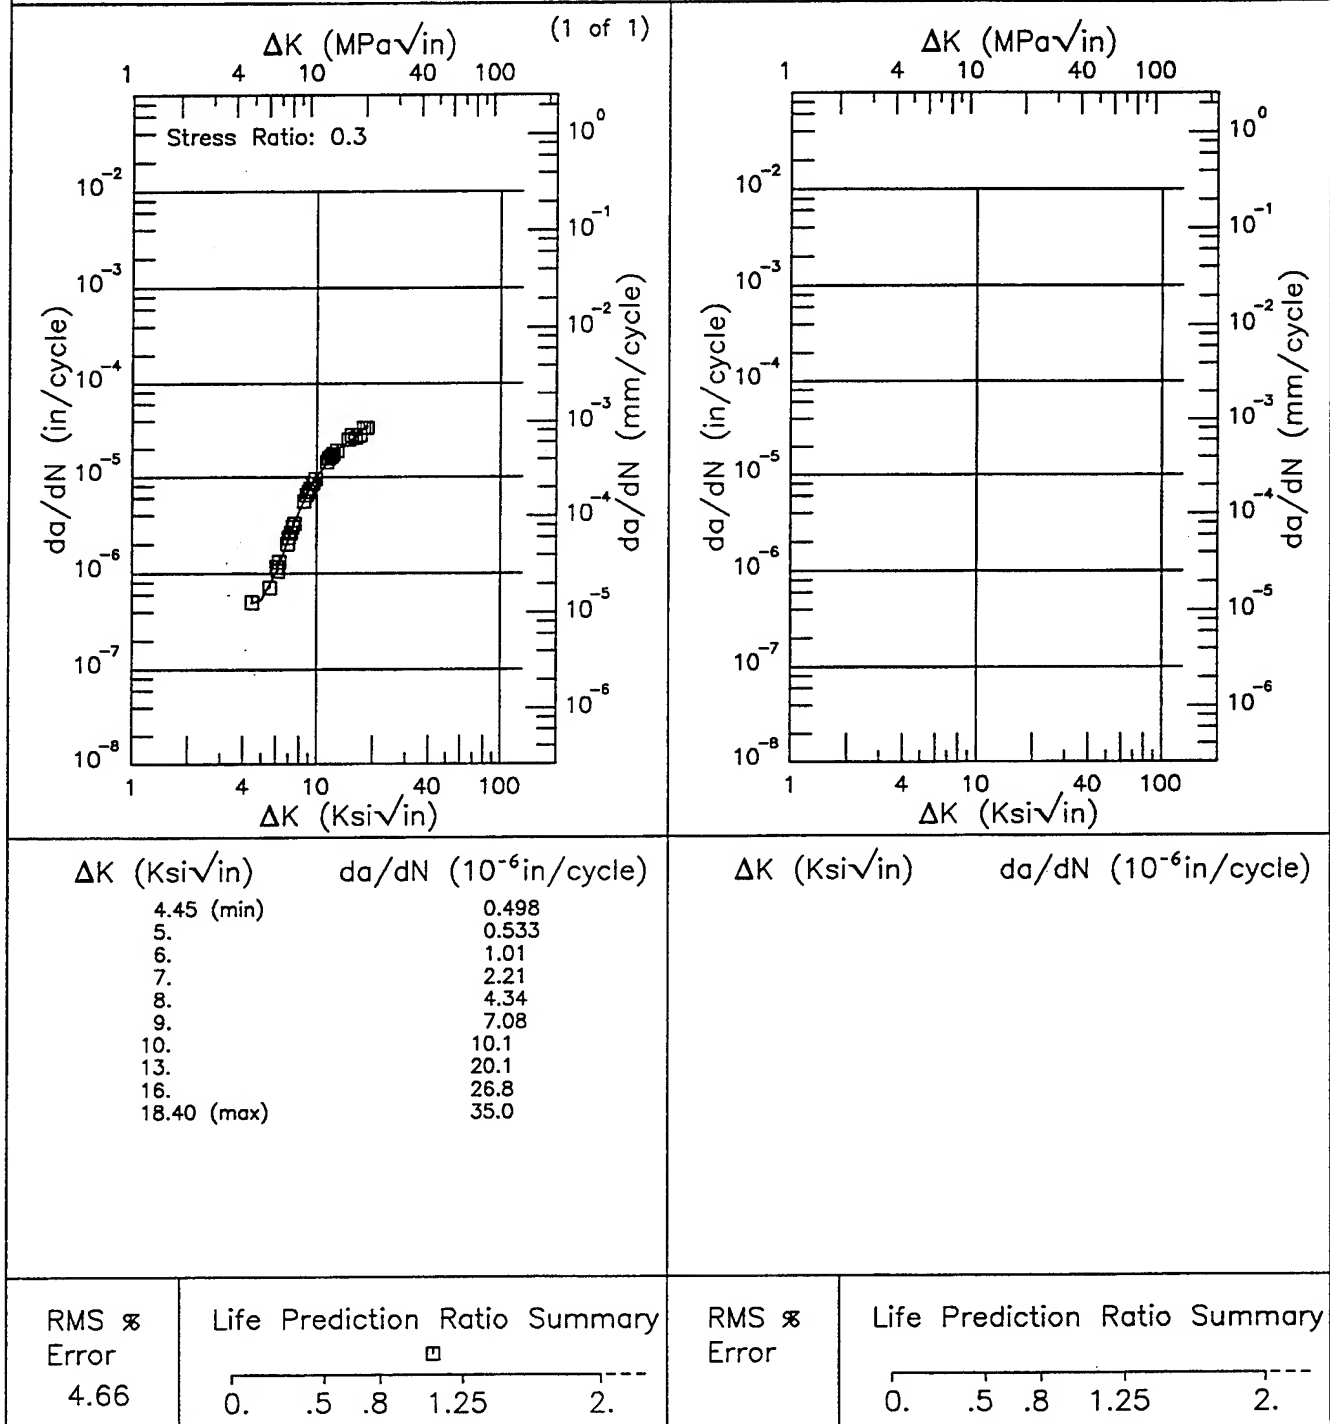 (1 of 1)
ΔK (MPa√in)
1 4 10 40 100
Stress Ratio: 0.3
da/dN (in/cycle)
10⁻²
10⁻³
10⁻⁴
10⁻⁵
10⁻⁶
10⁻⁷
10⁻⁸
10⁰
10⁻¹
10⁻²
10⁻³
10⁻⁴
10⁻⁵
10⁻⁶
da/dN (mm/cycle)
1 4 10 40 100
ΔK (Ksi√in)
ΔK (MPa√in)
1 4 10 40 100
da/dN (in/cycle)
10⁻²
10⁻³
10⁻⁴
10⁻⁵
10⁻⁶
10⁻⁷
10⁻⁸
10⁰
10⁻¹
10⁻²
10⁻³
10⁻⁴
10⁻⁵
10⁻⁶
da/dN (mm/cycle)
1 4 10 40 100
ΔK (Ksi√in)
ΔK (Ksi√in) da/dN (10⁻⁶in/cycle)
4.45 (min) 0.498
5. 0.533
6. 1.01
7. 2.21
8. 4.34
9. 7.08
10. 10.1
13. 20.1
16. 26.8
18.40 (max) 35.0
ΔK (Ksi√in) da/dN (10⁻⁶in/cycle)
RMS %
Error
4.66
Life Prediction Ratio Summary
0. .5 .8 1.25 2.
RMS %
Error
Life Prediction Ratio Summary
0. .5 .8 1.25 2.